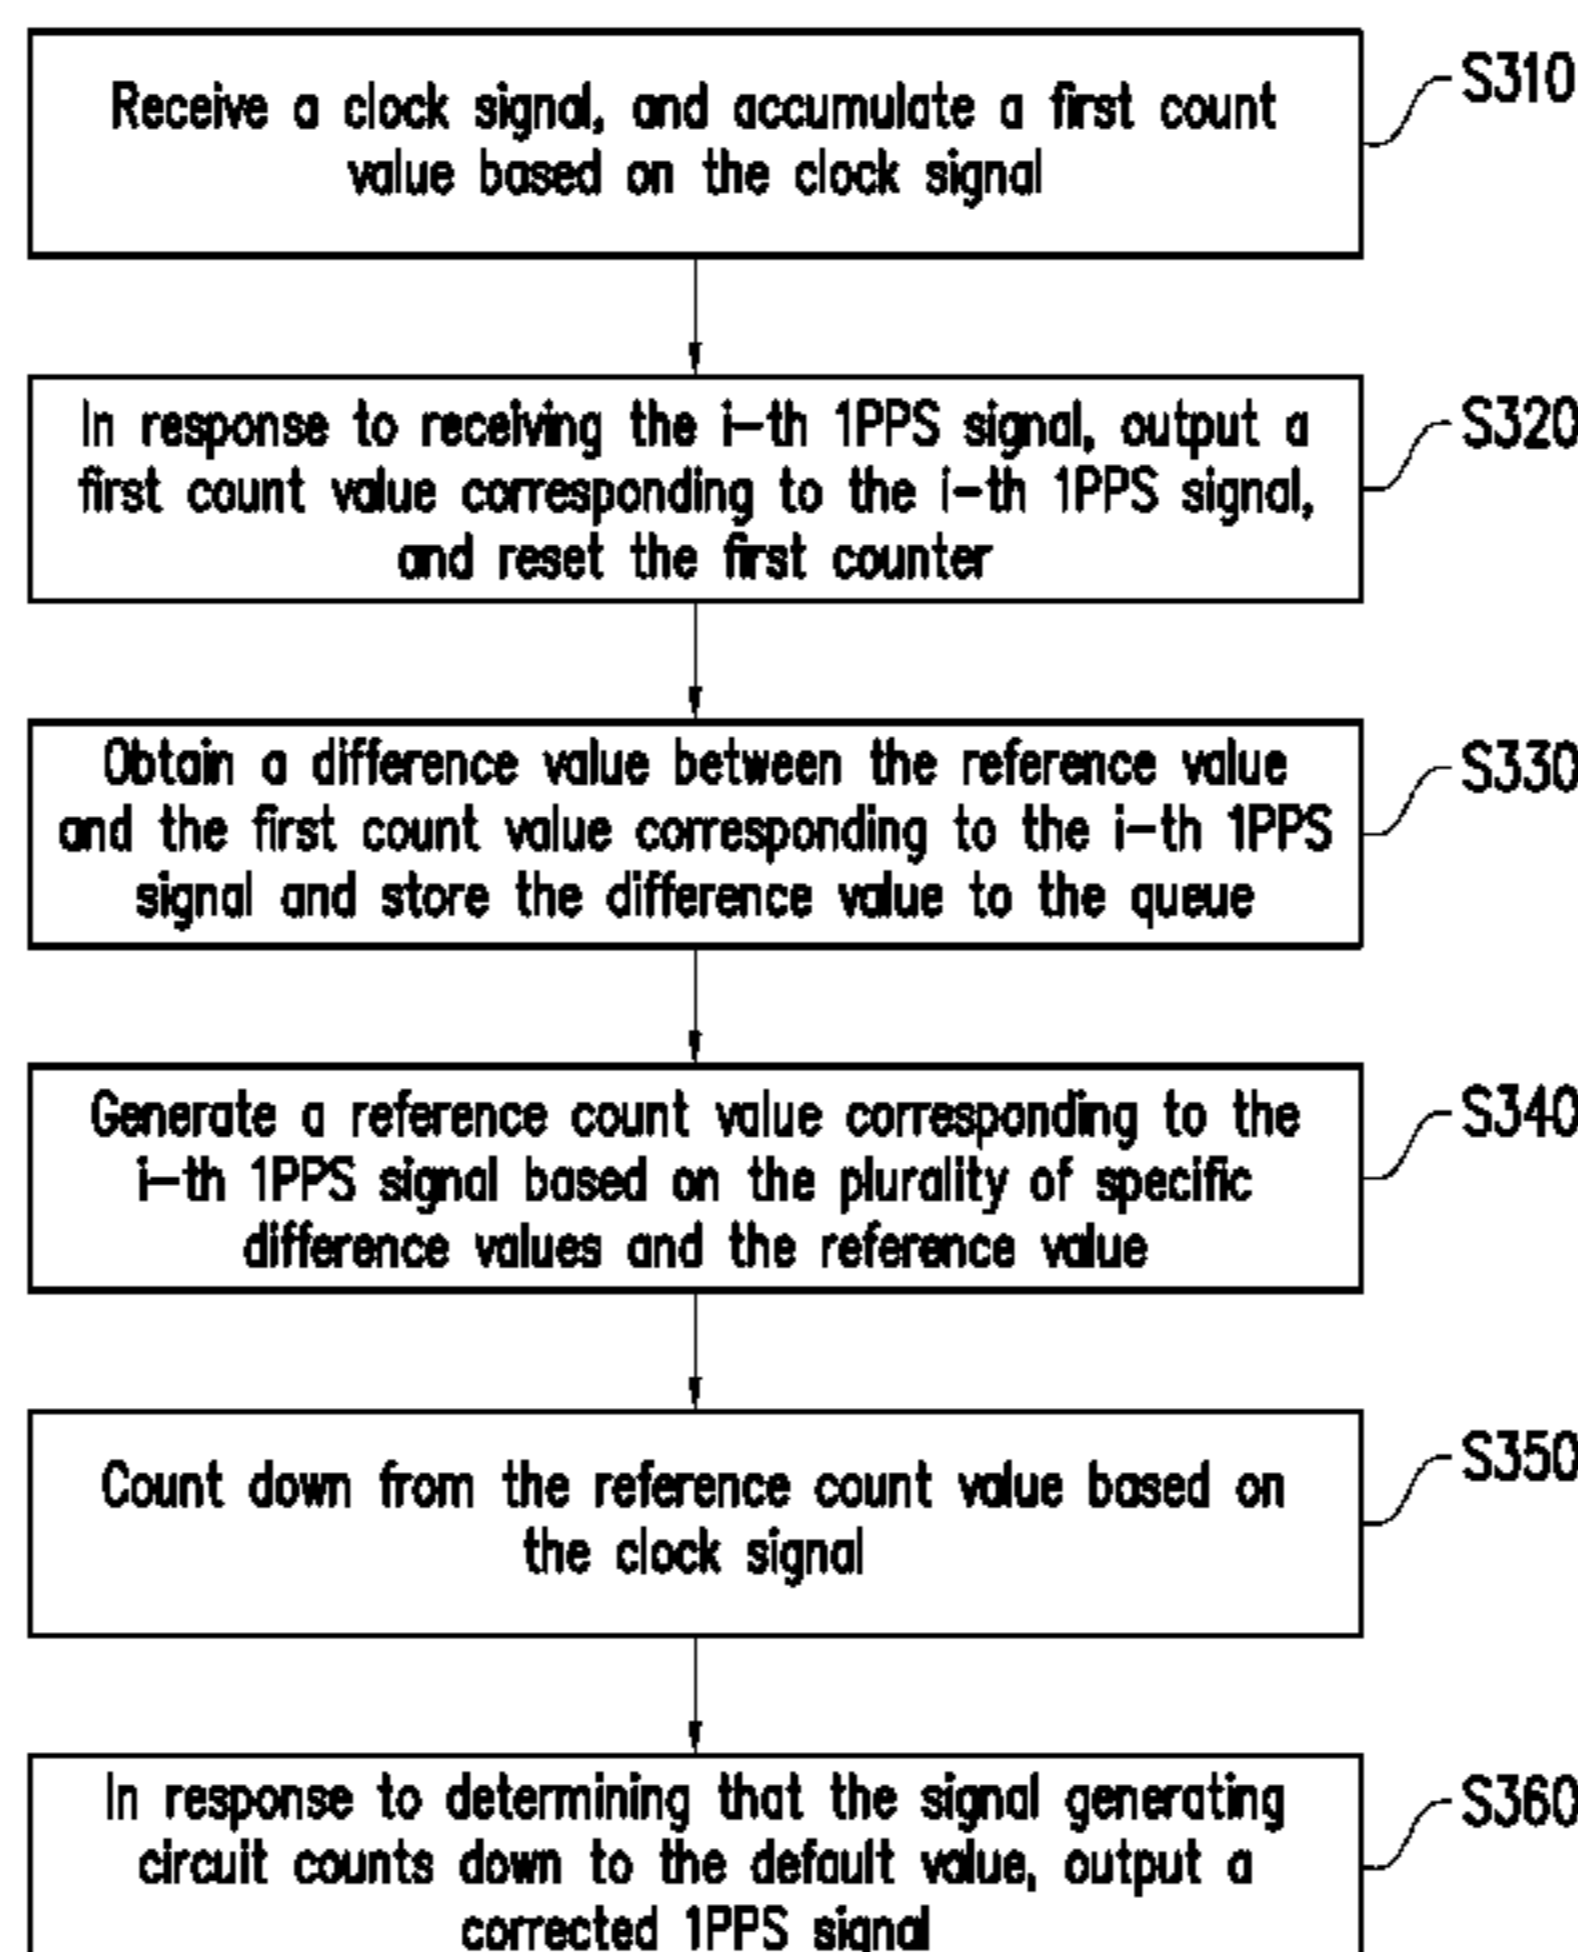 Receive a clock signal, and accumulate a first count
value based on the clock signal
S310
In response to receiving the i-th 1PPS signal, output a
first count value corresponding to the i-th 1PPS signal,
and reset the first counter
S320
Obtain a difference value between the reference value
and the first count value corresponding to the i-th 1PPS
signal and store the difference value to the queue
S330
Generate a reference count value corresponding to the
i-th 1PPS signal based on the plurality of specific
difference values and the reference value
S340
Count down from the reference count value based on
the clock signal
S350
In response to determining that the signal generating
circuit counts down to the default value, output a
corrected 1PPS signal
S360